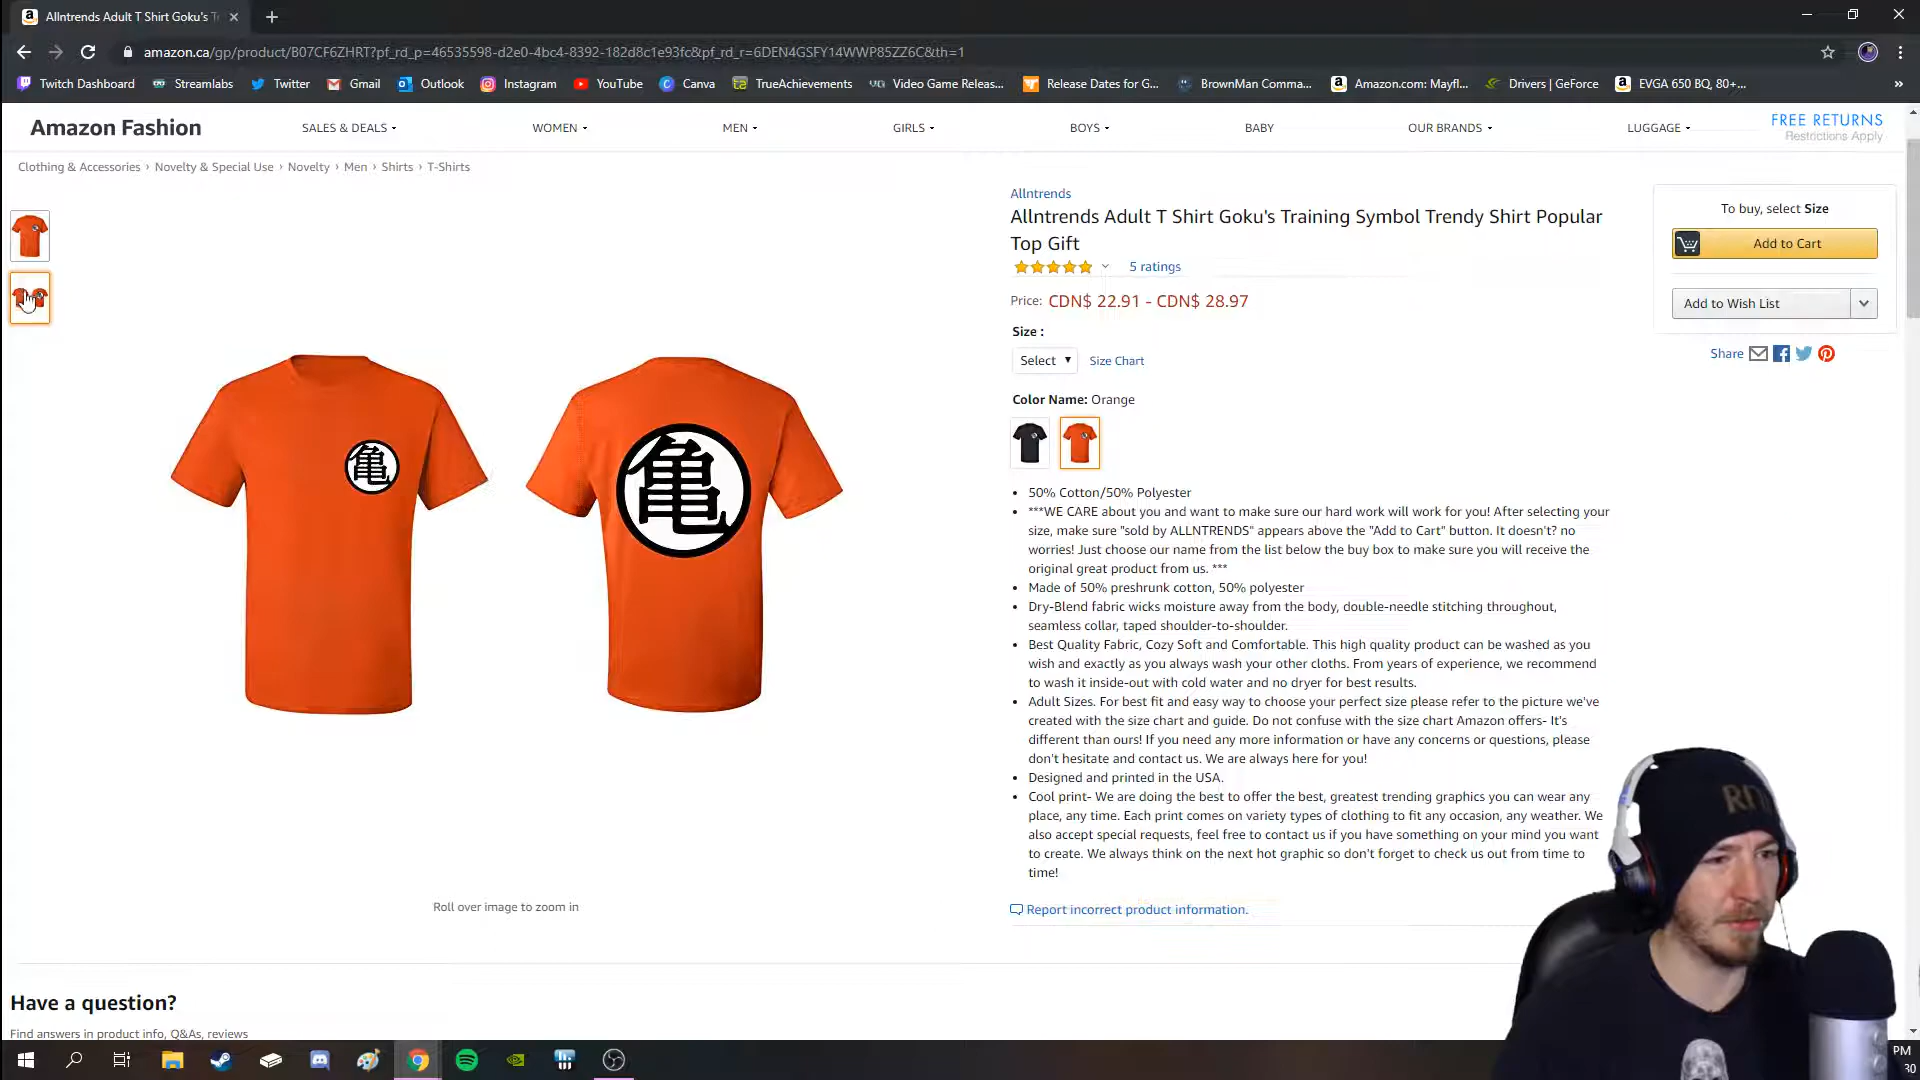 Allntrends Adult T Shirt Goku's T
amazon.ca/gp/product/B07CF6ZHRT?pf_rd_p=46535598-d2e0-4bc4-8392-182d8c1e93fc&pf_rd_r=6DEN4GSFY14WWP85ZZ6C&th=1
Twitch Dashboard Streamlabs Twitter Gmail Outlook Instagram YouTube Canva TrueAchievements Video Game Releas... Release Dates for G... BrownMan Comma... Amazon.com: Mayfl... Drivers | GeForce EVGA 650 BQ, 80+...
Amazon Fashion SALES & DEALS WOMEN MEN GIRLS BOYS BABY OUR BRANDS LUGGAGE FREE RETURNS
Restrictions Apply
Clothing & Accessories › Novelty & Special Use › Novelty › Men › Shirts › T-Shirts
亀
亀
Roll over image to zoom in
Allntrends
Allntrends Adult T Shirt Goku's Training Symbol Trendy Shirt Popular
Top Gift
5 ratings
Price: CDN$ 22.91 - CDN$ 28.97
Size :
Select Size Chart
Color Name: Orange
• 50% Cotton/50% Polyester
• ***WE CARE about you and want to make sure our hard work will work for you! After selecting your
size, make sure "sold by ALLNTRENDS" appears above the "Add to Cart" button. It doesn't? no
worries! Just choose our name from the list below the buy box to make sure you will receive the
original great product from us. ***
• Made of 50% preshrunk cotton, 50% polyester
• Dry-Blend fabric wicks moisture away from the body, double-needle stitching throughout,
seamless collar, taped shoulder-to-shoulder.
• Best Quality Fabric, Cozy Soft and Comfortable. This high quality product can be washed as you
wish and exactly as you always wash your other cloths. From years of experience, we recommend
to wash it inside-out with cold water and no dryer for best results.
• Adult Sizes. For best fit and easy way to choose your perfect size please refer to the picture we've
created with the size chart and guide. Do not confuse with the size chart Amazon offers- It's
different than ours! If you need any more information or have any concerns or questions, please
don't hesitate and contact us. We are always here for you!
• Designed and printed in the USA.
• Cool print- We are doing the best to offer the best, greatest trending graphics you can wear any
place, any time. Each print comes on variety types of clothing to fit any occasion, any weather. We
also accept special requests, feel free to contact us if you have something on your mind you want
to create. We always think on the next hot graphic so don't forget to check us out from time to
time!
Report incorrect product information.
To buy, select Size
Add to Cart
Add to Wish List
Share
Have a question?
Find answers in product info, Q&As, reviews
PM
30